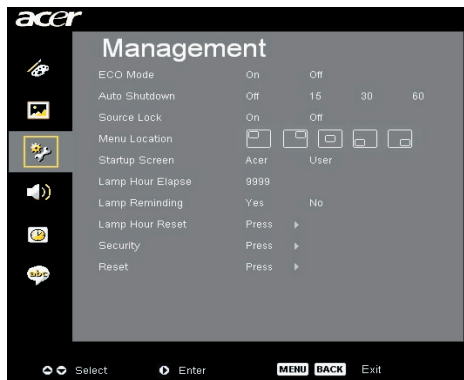 acer
Management
ECO Mode On Off
Auto Shutdown Off 15 30 60
Source Lock On Off
Menu Location
Startup Screen Acer User
Lamp Hour Elapse 9999
Lamp Reminding Yes No
Lamp Hour Reset Press
Security Press
Reset Press
abc
Select Enter MENU BACK Exit